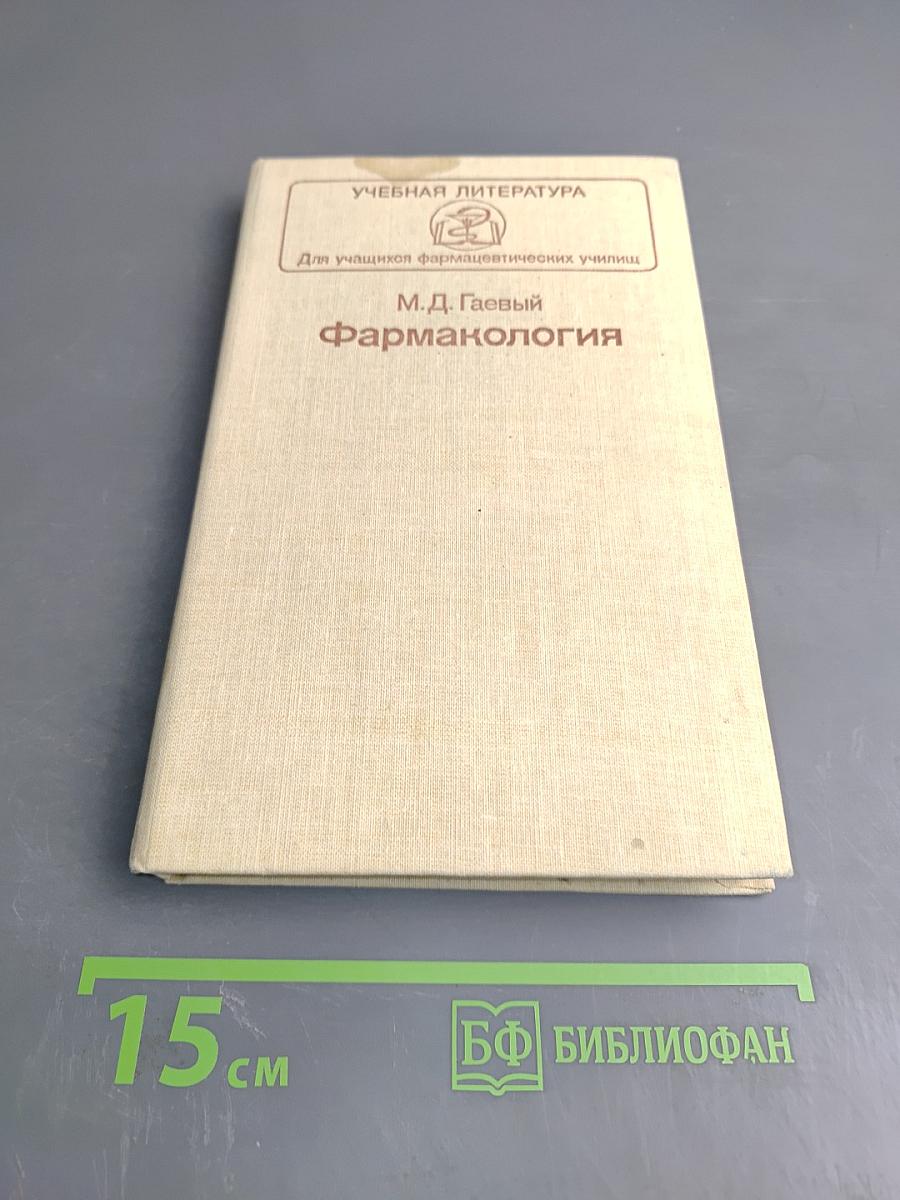 УЧЕБНАЯ ЛИТЕРАТУРА
Для учащихся фармацевтических училищ
М.Д. Гаевый
Фармакология
15 см
БФ БИБЛИОФАН